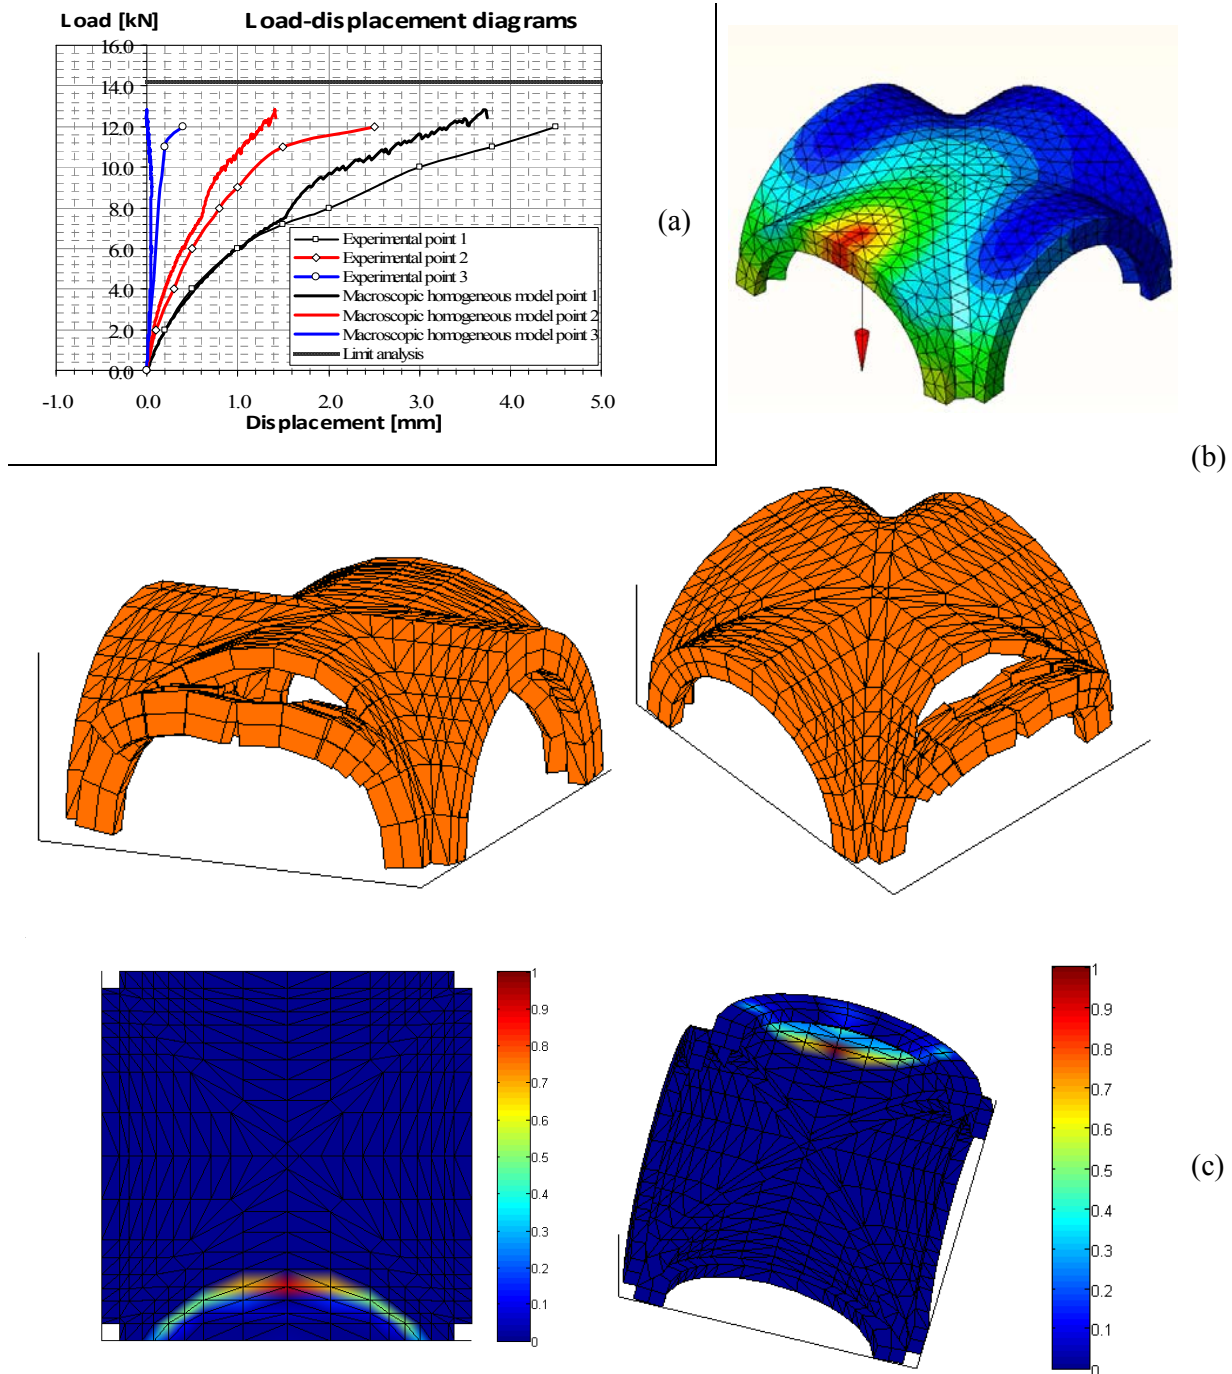 Load [kN]
Load-displacement diagrams
16.0
14.0
12.0
10.0
8.0
6.0
4.0
2.0
0.0
-1.0 0.0 1.0 2.0 3.0 4.0 5.0
Displacement [mm]
Experimental point 1
Experimental point 2
Experimental point 3
Macroscopic homogeneous model point 1
Macroscopic homogeneous model point 2
Macroscopic homogeneous model point 3
Limit analysis
(a)
(b)
1
0.9
0.8
0.7
0.6
0.5
0.4
0.3
0.2
0.1
0
1
0.9
0.8
0.7
0.6
0.5
0.4
0.3
0.2
0.1
0
(c)